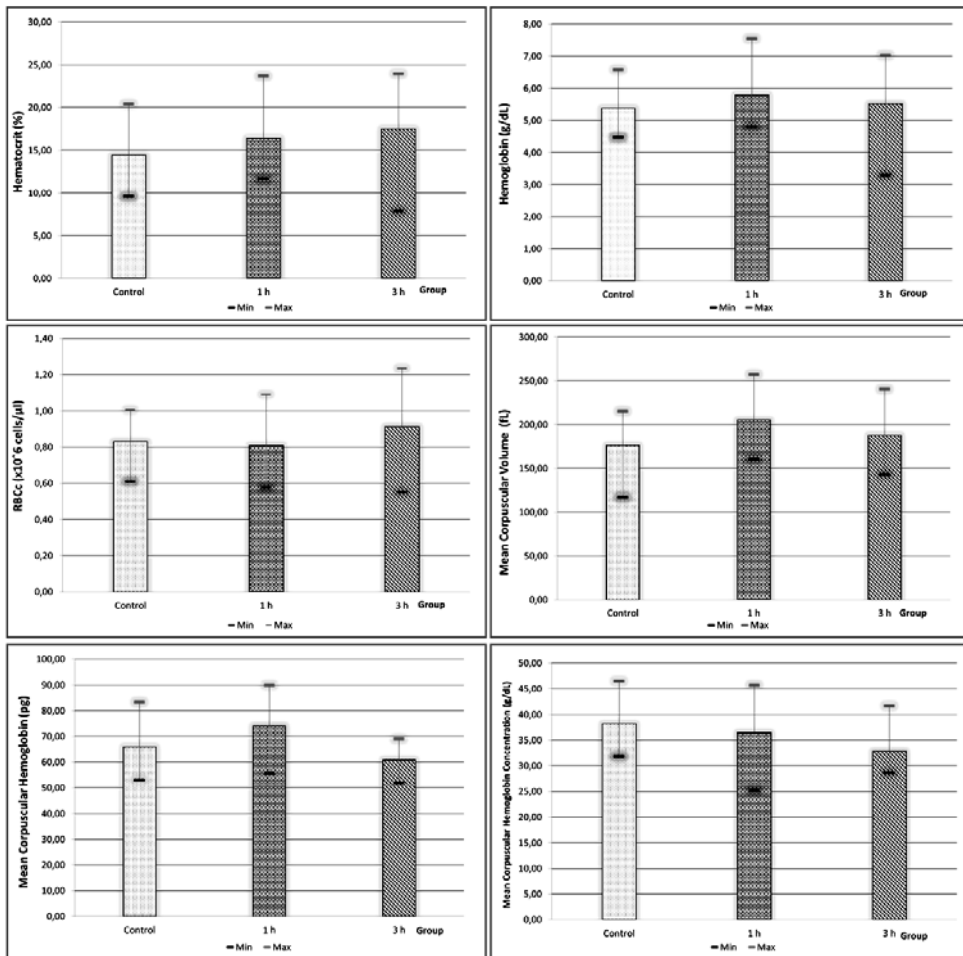 Hematocrit (%)
30,00
25,00
20,00
15,00
10,00
5,00
0,00
Control 1 h 3 h Group
Min Max
Hemoglobin (g/dL)
8,00
7,00
6,00
5,00
4,00
3,00
2,00
1,00
0,00
Control 1 h 3 h Group
Min Max
RBCc (x10^6 cells/µl)
1,40
1,20
1,00
0,80
0,60
0,40
0,20
0,00
Control 1 h 3 h Group
Min Max
Mean Corpuscular Volume (fL)
300,00
250,00
200,00
150,00
100,00
50,00
0,00
Control 1 h 3 h Group
Min Max
Mean Corpuscular Hemoglobin (pg)
100,00
90,00
80,00
70,00
60,00
50,00
40,00
30,00
20,00
10,00
0,00
Control 1 h 3 h Group
Min Max
Mean Corpuscular Hemoglobin Concentration (g/dL)
50,00
45,00
40,00
35,00
30,00
25,00
20,00
15,00
10,00
5,00
0,00
Control 1 h 3 h Group
Min Max